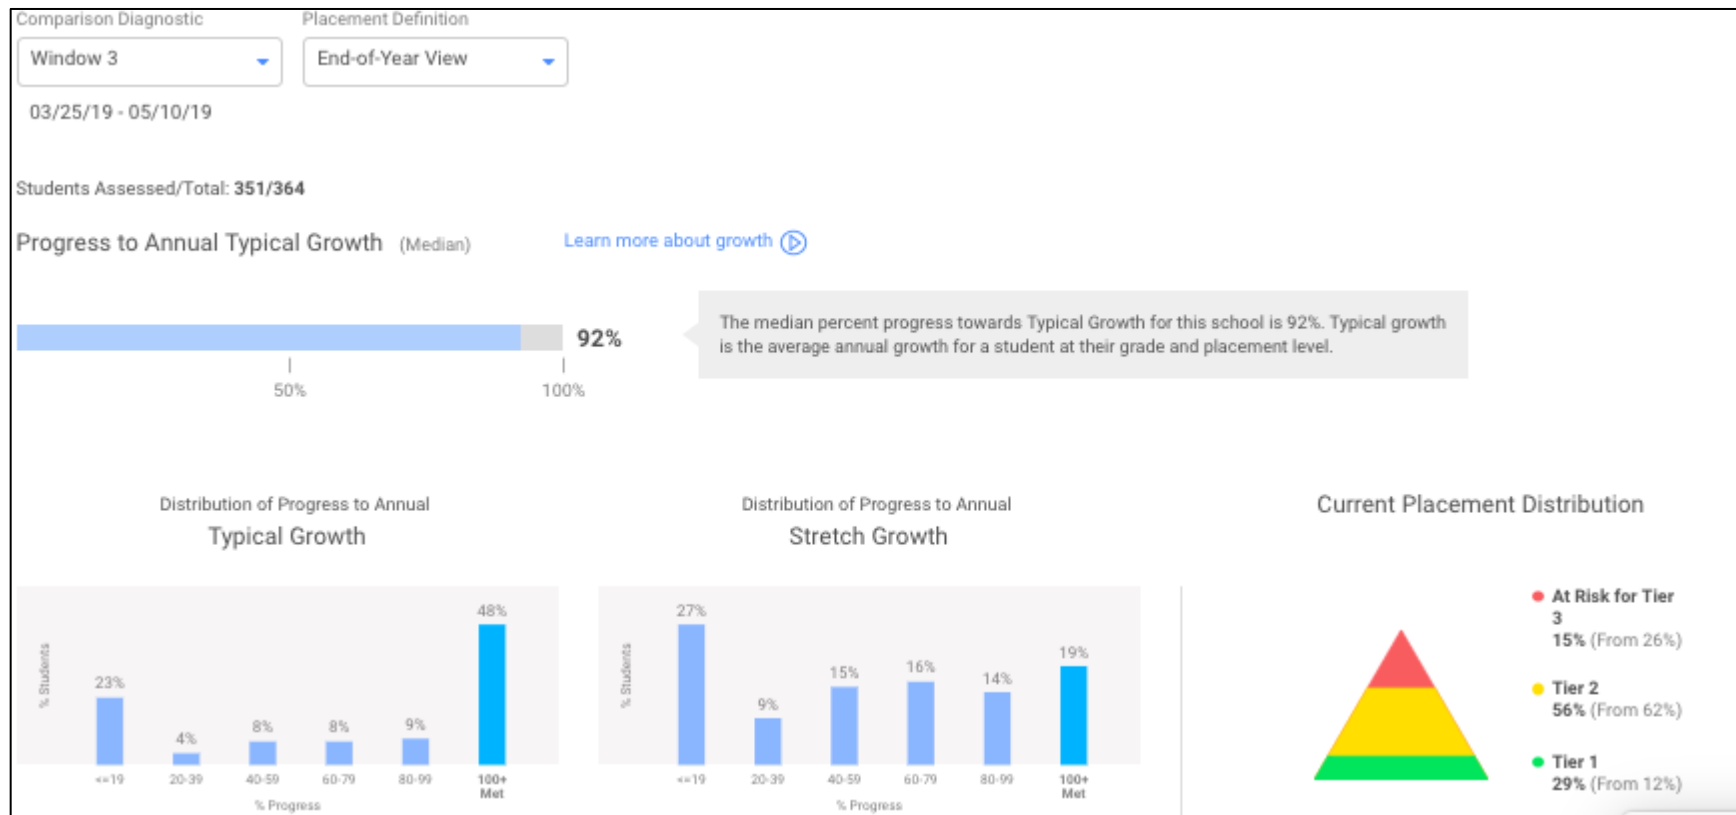 Comparison Diagnostic
Placement Definition
Window 3
End-of-Year View
03/25/19 - 05/10/19
Students Assessed/Total: 351/364
Progress to Annual Typical Growth (Median)
Learn more about growth
92%
50%
100%
The median percent progress towards Typical Growth for this school is 92%. Typical growth
is the average annual growth for a student at their grade and placement level.
Distribution of Progress to Annual
Typical Growth
% Students
23%
4%
8%
8%
9%
48%
<=19
20-39
40-59
60-79
80-99
100+
Met
% Progress
Distribution of Progress to Annual
Stretch Growth
% Students
27%
9%
15%
16%
14%
19%
<=19
20-39
40-59
60-79
80-99
100+
Met
% Progress
Current Placement Distribution
At Risk for Tier
3
15% (From 26%)
Tier 2
56% (From 62%)
Tier 1
29% (From 12%)